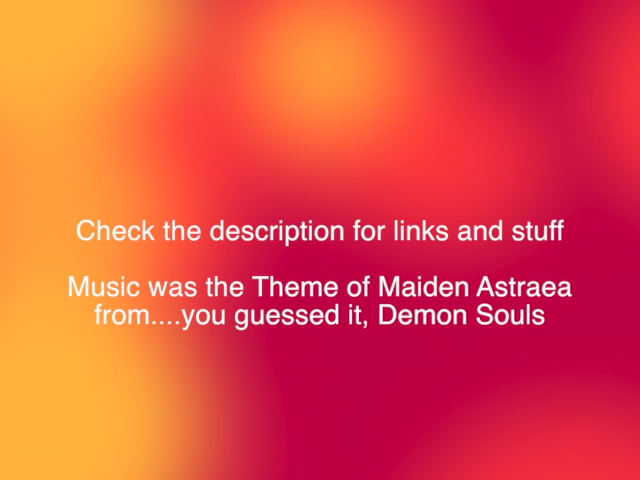 Check the description for links and stuff
Music was the Theme of Maiden Astraea
from....you guessed it, Demon Souls